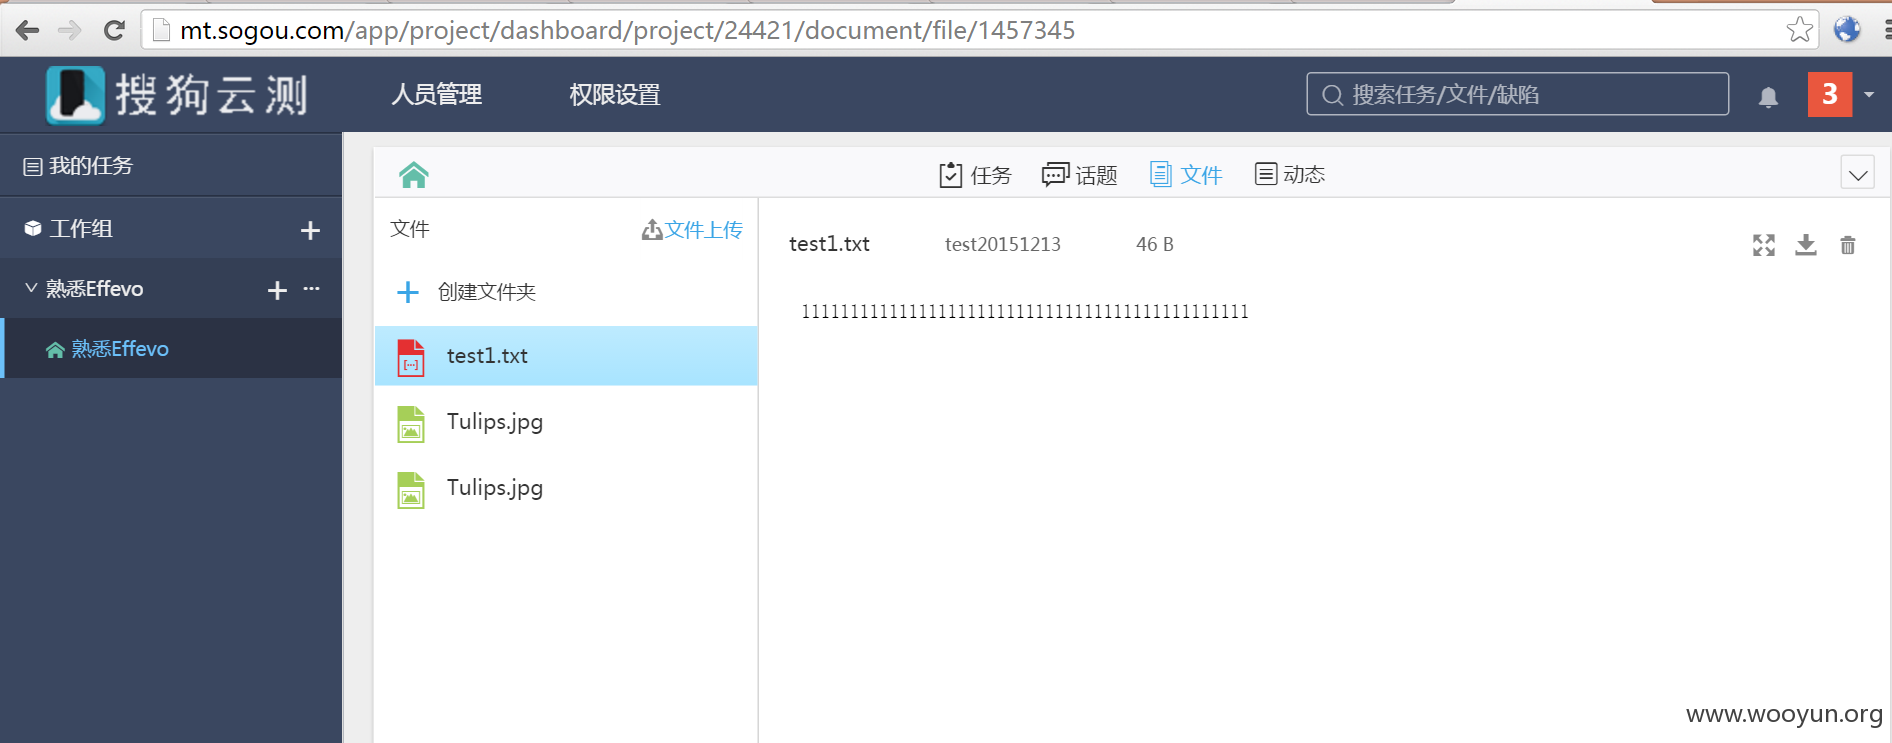 mt.sogou.com/app/project/dashboard/project/24421/document/file/1457345
搜狗云测
人员管理
权限设置
搜索任务/文件/缺陷
3
我的任务
工作组
熟悉Effevo
熟悉Effevo
任务
话题
文件
动态
文件
文件上传
创建文件夹
test1.txt
Tulips.jpg
Tulips.jpg
test1.txt test20151213 46 B
1111111111111111111111111111111111111111111111
www.wooyun.org